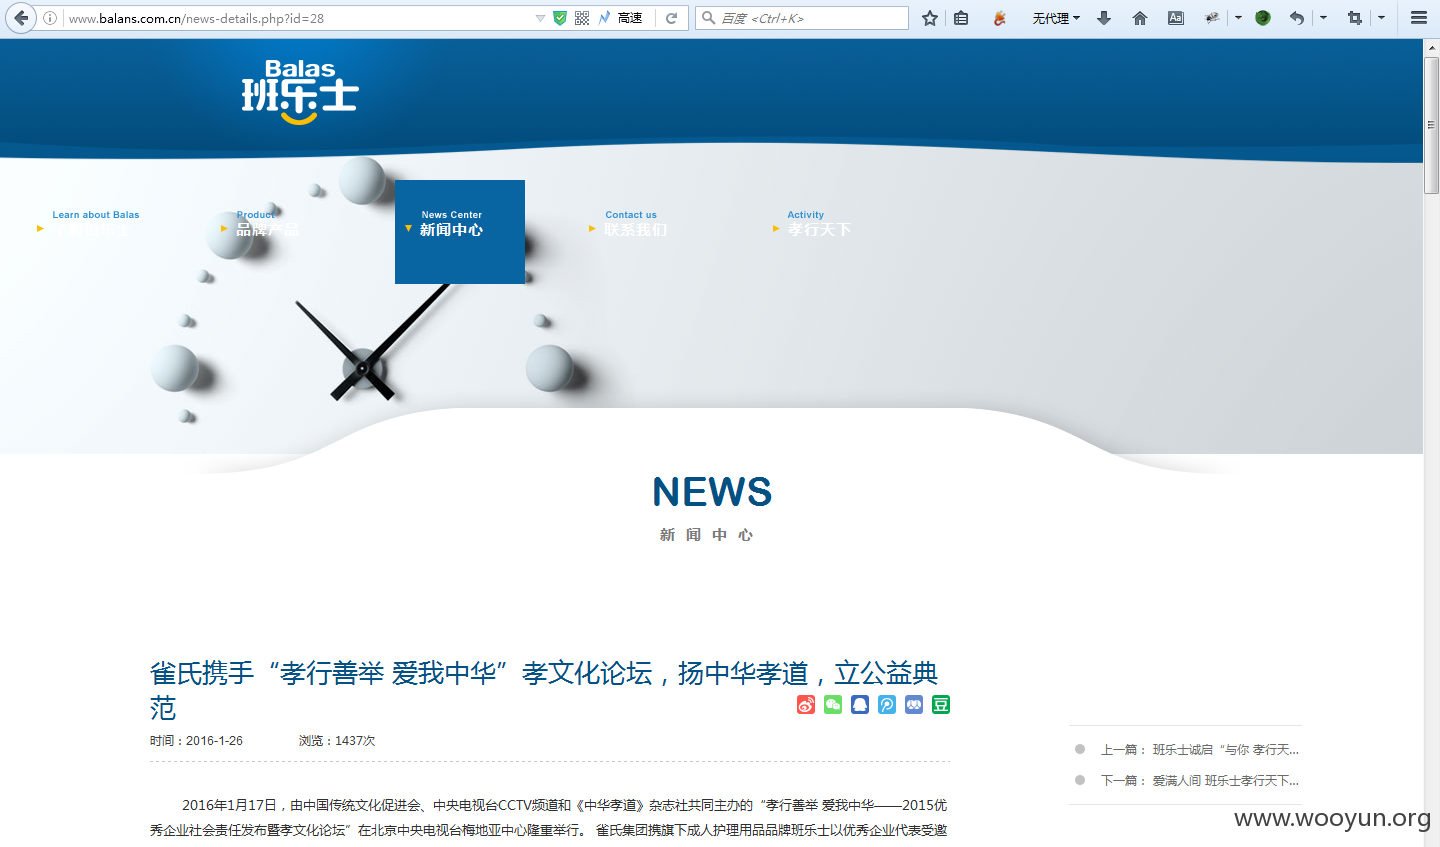 www.balans.com.cn/news-details.php?id=28
高速
百度 <Ctrl+K>
无代理
Balas
班乐士
Learn about Balas
Product
品牌产品
News Center
新闻中心
Contact us
联系我们
Activity
孝行天下
NEWS
新闻中心
雀氏携手“孝行善举 爱我中华”孝文化论坛，扬中华孝道，立公益典
范
时间：2016-1-26 浏览：1437次
上一篇： 班乐士诚启“与你 孝行天...
下一篇： 爱满人间 班乐士孝行天下...
2016年1月17日，由中国传统文化促进会、中央电视台CCTV频道和《中华孝道》杂志社共同主办的“孝行善举 爱我中华——2015优
秀企业社会责任发布暨孝文化论坛”在北京中央电视台梅地亚中心隆重举行。 雀氏集团携旗下成人护理用品品牌班乐士以优秀企业代表受邀
www.wooyun.org